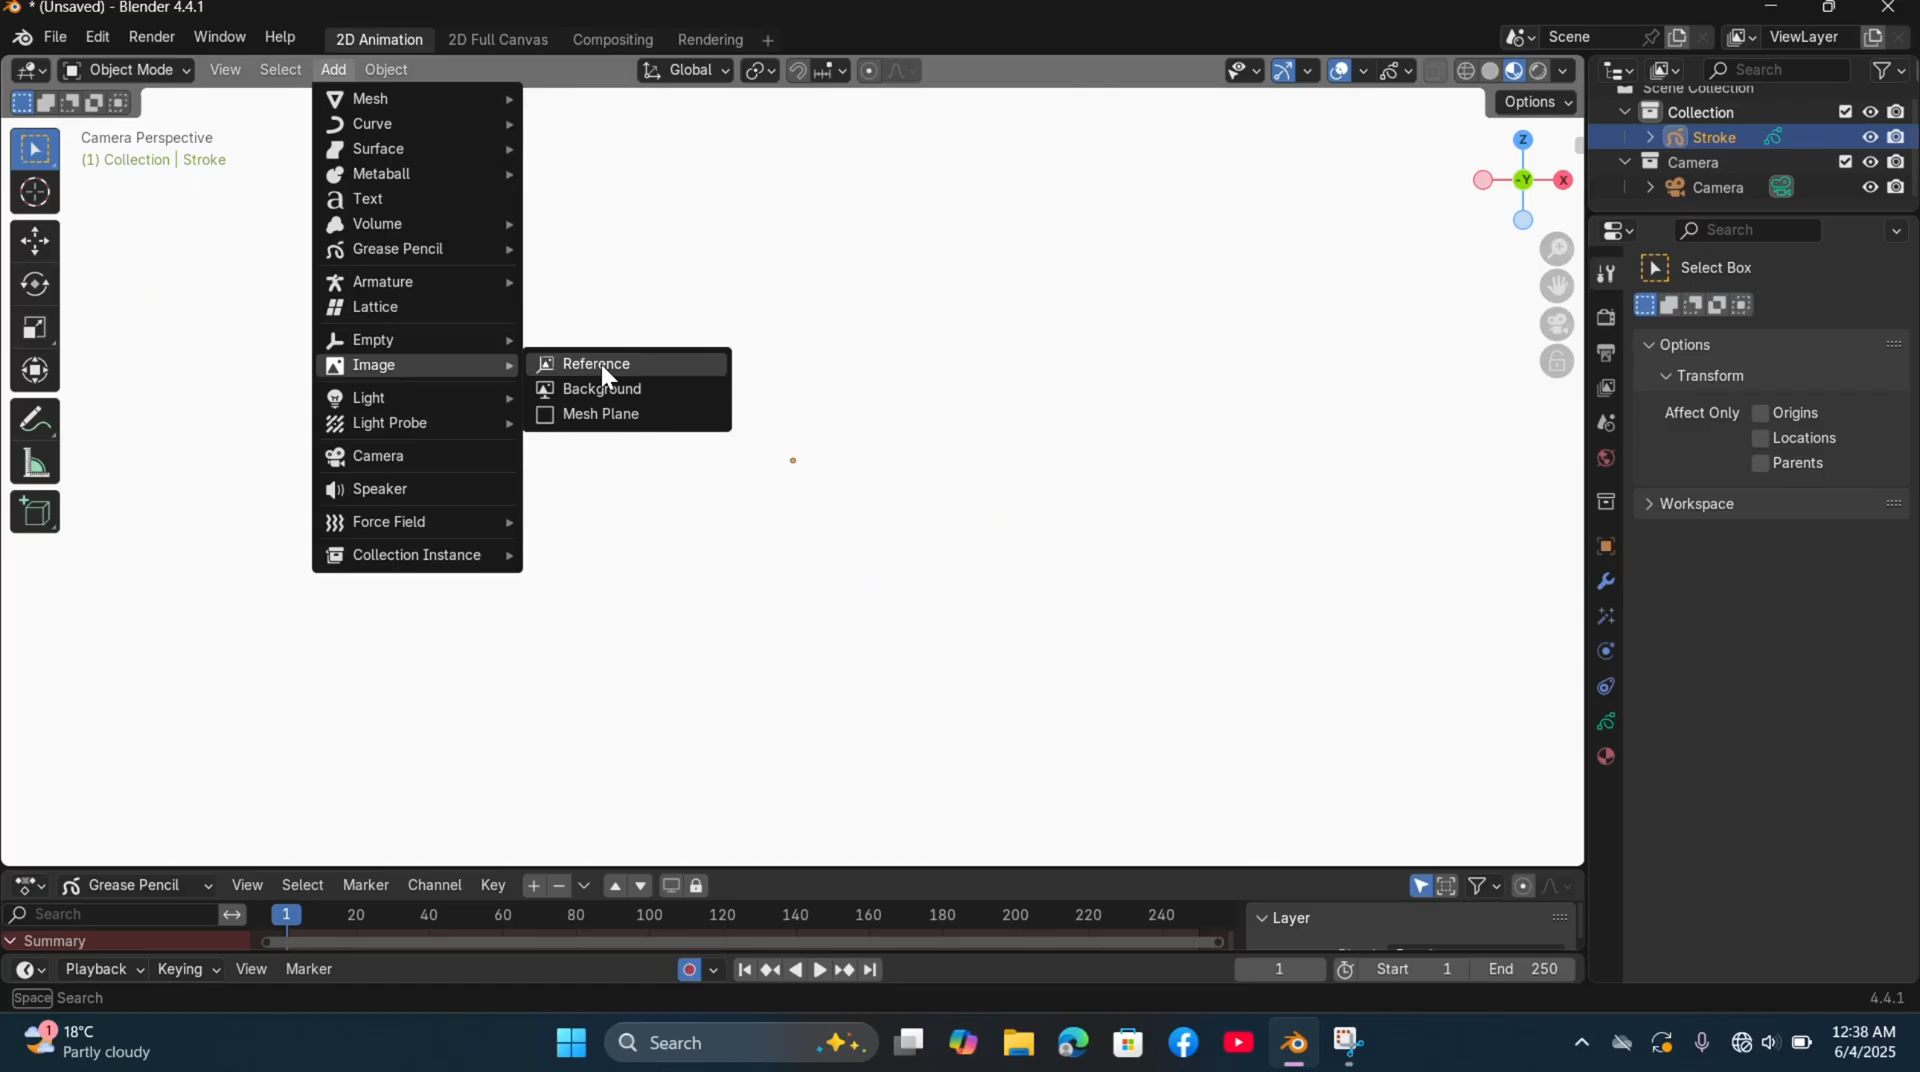 * (Unsaved) - Blender 4.4.1
File Edit Render Window Help 2D Animation 2D Full Canvas Compositing Rendering + Scene ViewLayer
Object Mode View Select Add Object Global Search
Options
Camera Perspective
(1) Collection | Stroke
Mesh
Curve
Surface
Metaball
Text
Volume
Grease Pencil
Armature
Lattice
Empty
Image
Light
Light Probe
Camera
Speaker
Force Field
Collection Instance
Reference
Background
Mesh Plane
Z
-Y
X
Scene Collection
Collection
Stroke
Camera
Camera
Search
Select Box
Options
Transform
Affect Only Origins
Locations
Parents
Workspace
Grease Pencil View Select Marker Channel Key
Search 1 20 40 60 80 100 120 140 160 180 200 220 240 Layer
Summary
Playback Keying View Marker 1 Start 1 End 250
Space Search 4.4.1
1 18°C
Partly cloudy
Search
12:38 AM
6/4/2025